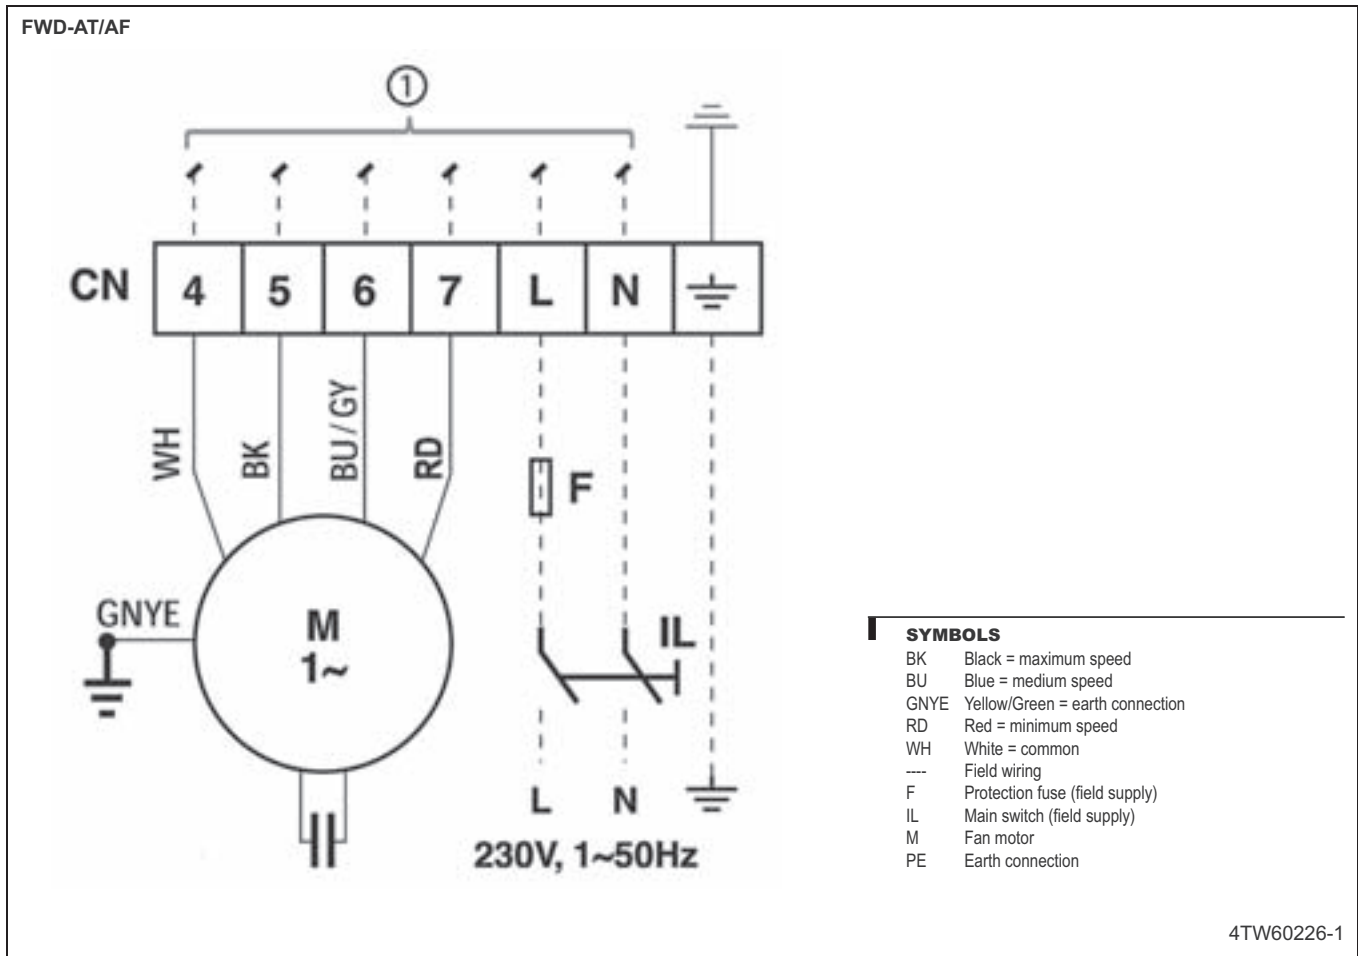 FWD-AT/AF
1
CN 4 5 6 7 L N
WH BK BU/GY RD
F
GNYE
M
1~
IL
L N
230V, 1~50Hz
SYMBOLS
BK Black = maximum speed
BU Blue = medium speed
GNYE Yellow/Green = earth connection
RD Red = minimum speed
WH White = common
---- Field wiring
F Protection fuse (field supply)
IL Main switch (field supply)
M Fan motor
PE Earth connection
4TW60226-1